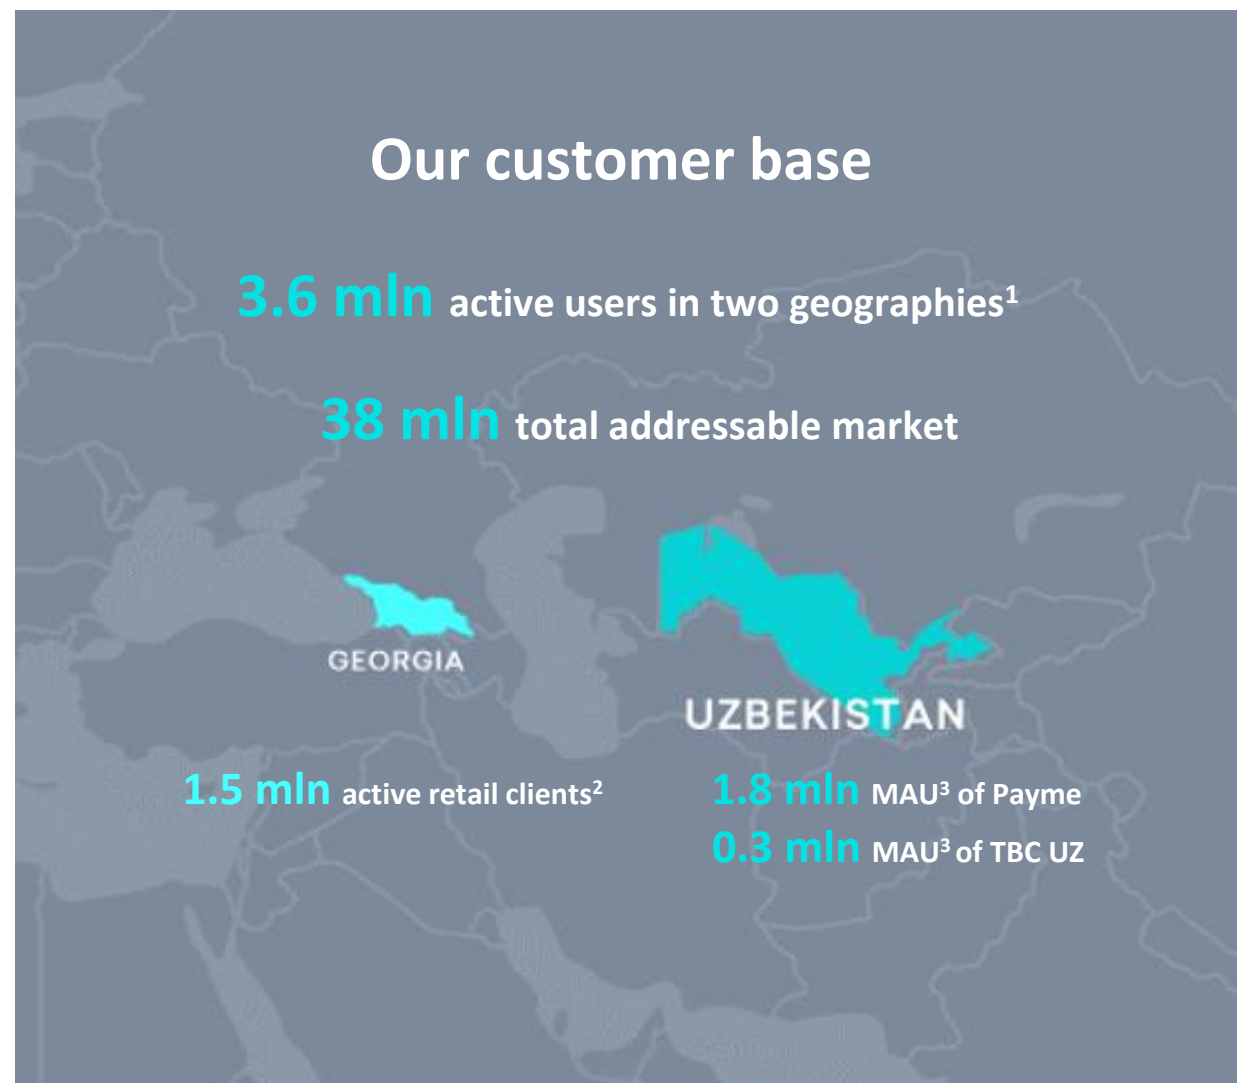 Our customer base
3.6 mln active users in two geographies¹
38 mln total addressable market
GEORGIA
UZBEKISTAN
1.5 mln active retail clients²
1.8 mln MAU³ of Payme
0.3 mln MAU³ of TBC UZ